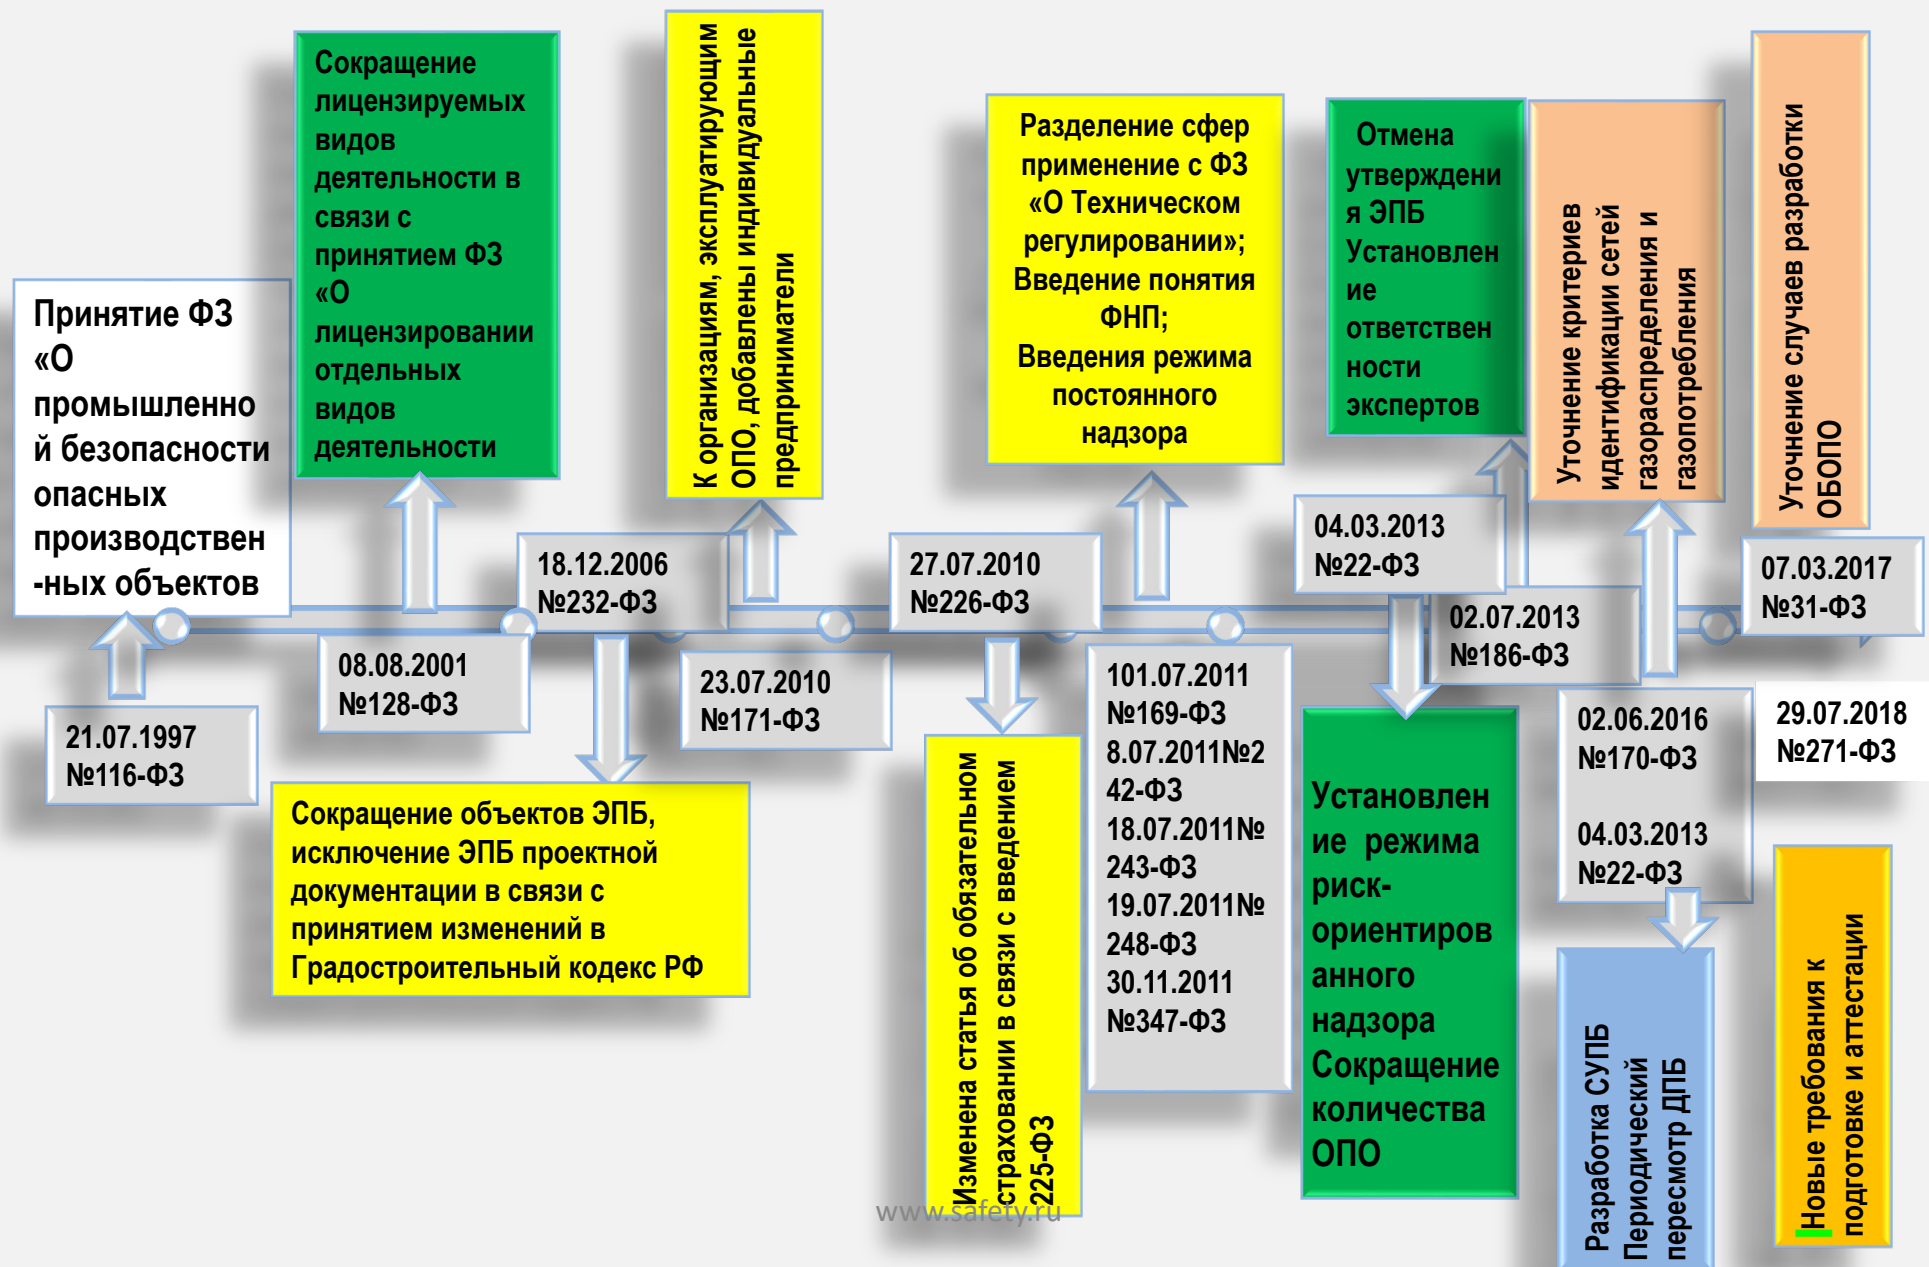 Принятие ФЗ
«О
промышленно
й безопасности
опасных
производствен
-ных объектов
21.07.1997
№116-ФЗ
Сокращение
лицензируемых
видов
деятельности в
связи с
принятием ФЗ
«О
лицензировании
отдельных
видов
деятельности
08.08.2001
№128-ФЗ
18.12.2006
№232-ФЗ
Сокращение объектов ЭПБ,
исключение ЭПБ проектной
документации в связи с
принятием изменений в
Градостроительный кодекс РФ
К организациям, эксплуатирующим
ОПО, добавлены индивидуальные
предприниматели
23.07.2010
№171-ФЗ
27.07.2010
№226-ФЗ
Изменена статья об обязательном
страховании в связи с введением
225-ФЗ
Разделение сфер
применение с ФЗ
«О Техническом
регулировании»;
Введение понятия
ФНП;
Введения режима
постоянного
надзора
101.07.2011
№169-ФЗ
8.07.2011№2
42-ФЗ
18.07.2011№
243-ФЗ
19.07.2011№
248-ФЗ
30.11.2011
№347-ФЗ
04.03.2013
№22-ФЗ
Установлен
ие режима
риск-
ориентиров
анного
надзора
Сокращение
количества
ОПО
Отмена
утверждени
я ЭПБ
Установлен
ие
ответствен
ности
экспертов
02.07.2013
№186-ФЗ
Уточнение критериев
идентификации сетей
газораспределения и
газопотребления
02.06.2016
№170-ФЗ
04.03.2013
№22-ФЗ
Разработка СУПБ
Периодический
пересмотр ДПБ
Уточнение случаев разработки
ОБОПО
07.03.2017
№31-ФЗ
29.07.2018
№271-ФЗ
Новые требования к
подготовке и аттестации
www.safety.ru